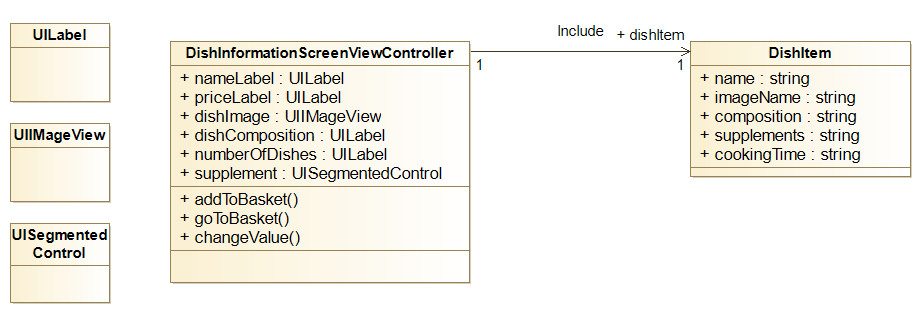 UILabel
UIIMageView
UISegmented
Control
DishInformationScreenViewController
+ nameLabel : UILabel
+ priceLabel : UILabel
+ dishImage : UIIMageView
+ dishComposition : UILabel
+ numberOfDishes : UILabel
+ supplement : UISegmentedControl
+ addToBasket()
+ goToBasket()
+ changeValue()
Include
+ dishItem
1
1
DishItem
+ name : string
+ imageName : string
+ composition : string
+ supplements : string
+ cookingTime : string